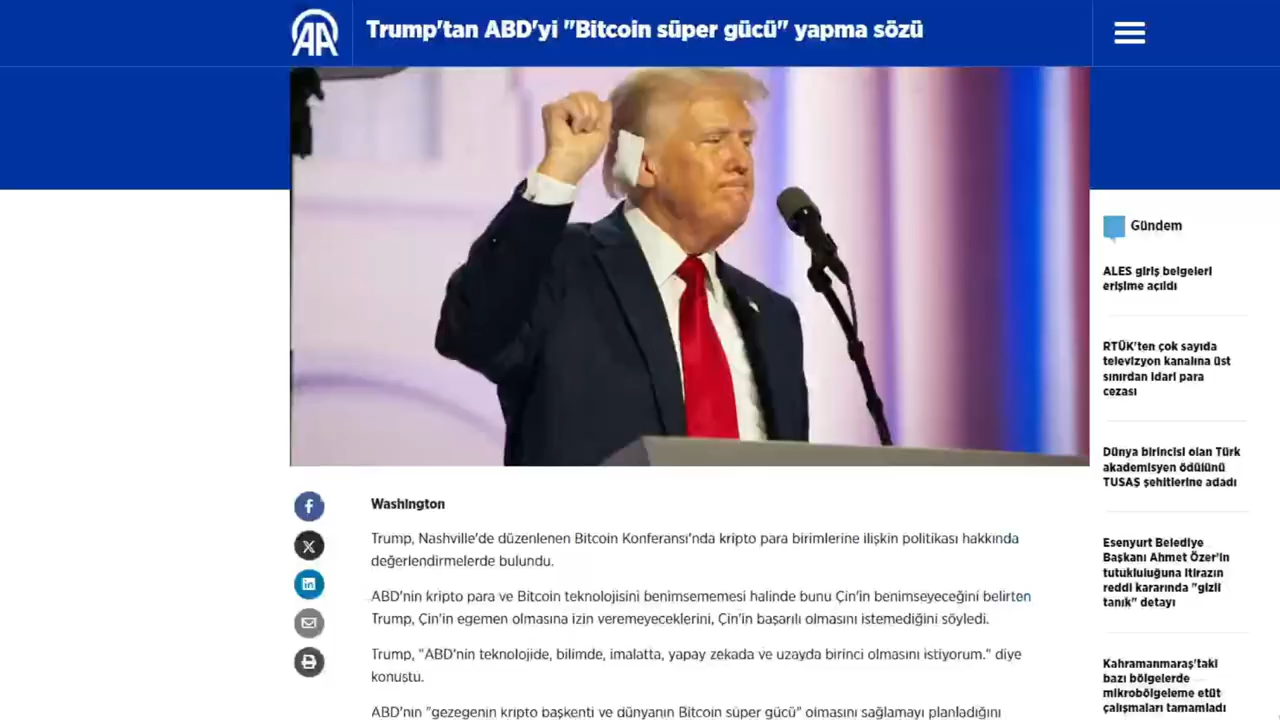 AA
Trump'tan ABD'yi "Bitcoin süper gücü" yapma sözü
Washington
Trump, Nashville'de düzenlenen Bitcoin Konferansı'nda kripto para birimlerine ilişkin politikası hakkında
değerlendirmelerde bulundu.
ABD'nin kripto para ve Bitcoin teknolojisini benimsememesi halinde bunu Çin'in benimseyeceğini belirten
Trump, Çin'in egemen olmasına izin veremeyeceklerini, Çin'in başarılı olmasını istemediğini söyledi.
Trump, "ABD'nin teknolojide, bilimde, imalatta, yapay zekada ve uzayda birinci olmasını istiyorum." diye
konuştu.
ABD'nin "gezegenin kripto başkenti ve dünyanın Bitcoin süper gücü" olmasını sağlamayı planladığını
Gündem
ALES giriş belgeleri
erişime açıldı
RTÜK'ten çok sayıda
televizyon kanalına üst
sınırdan idari para
cezası
Dünya birincisi olan Türk
akademisyen ödülünü
TUSAŞ şehitlerine adadı
Esenyurt Belediye
Başkanı Ahmet Özer'in
tutukluluğuna itirazın
reddi kararında "gizli
tanık" detayı
Kahramanmaraş'taki
bazı bölgelerde
mikrobölgeleme etüt
çalışmaları tamamladı